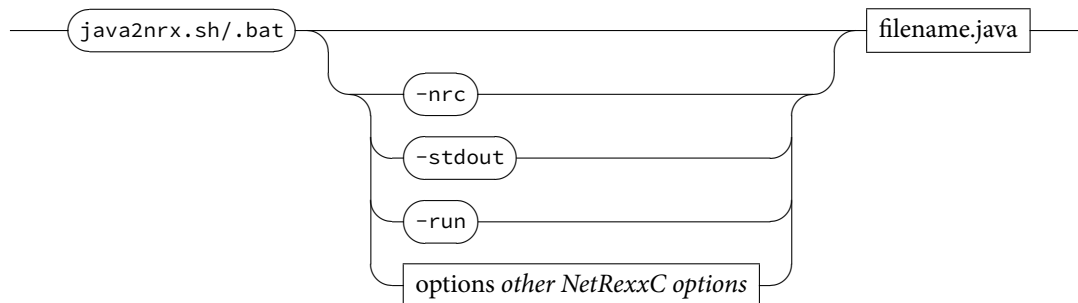 java2nrx.sh/.bat filename.java
-nrc
-stdout
-run
options other NetRexxC options